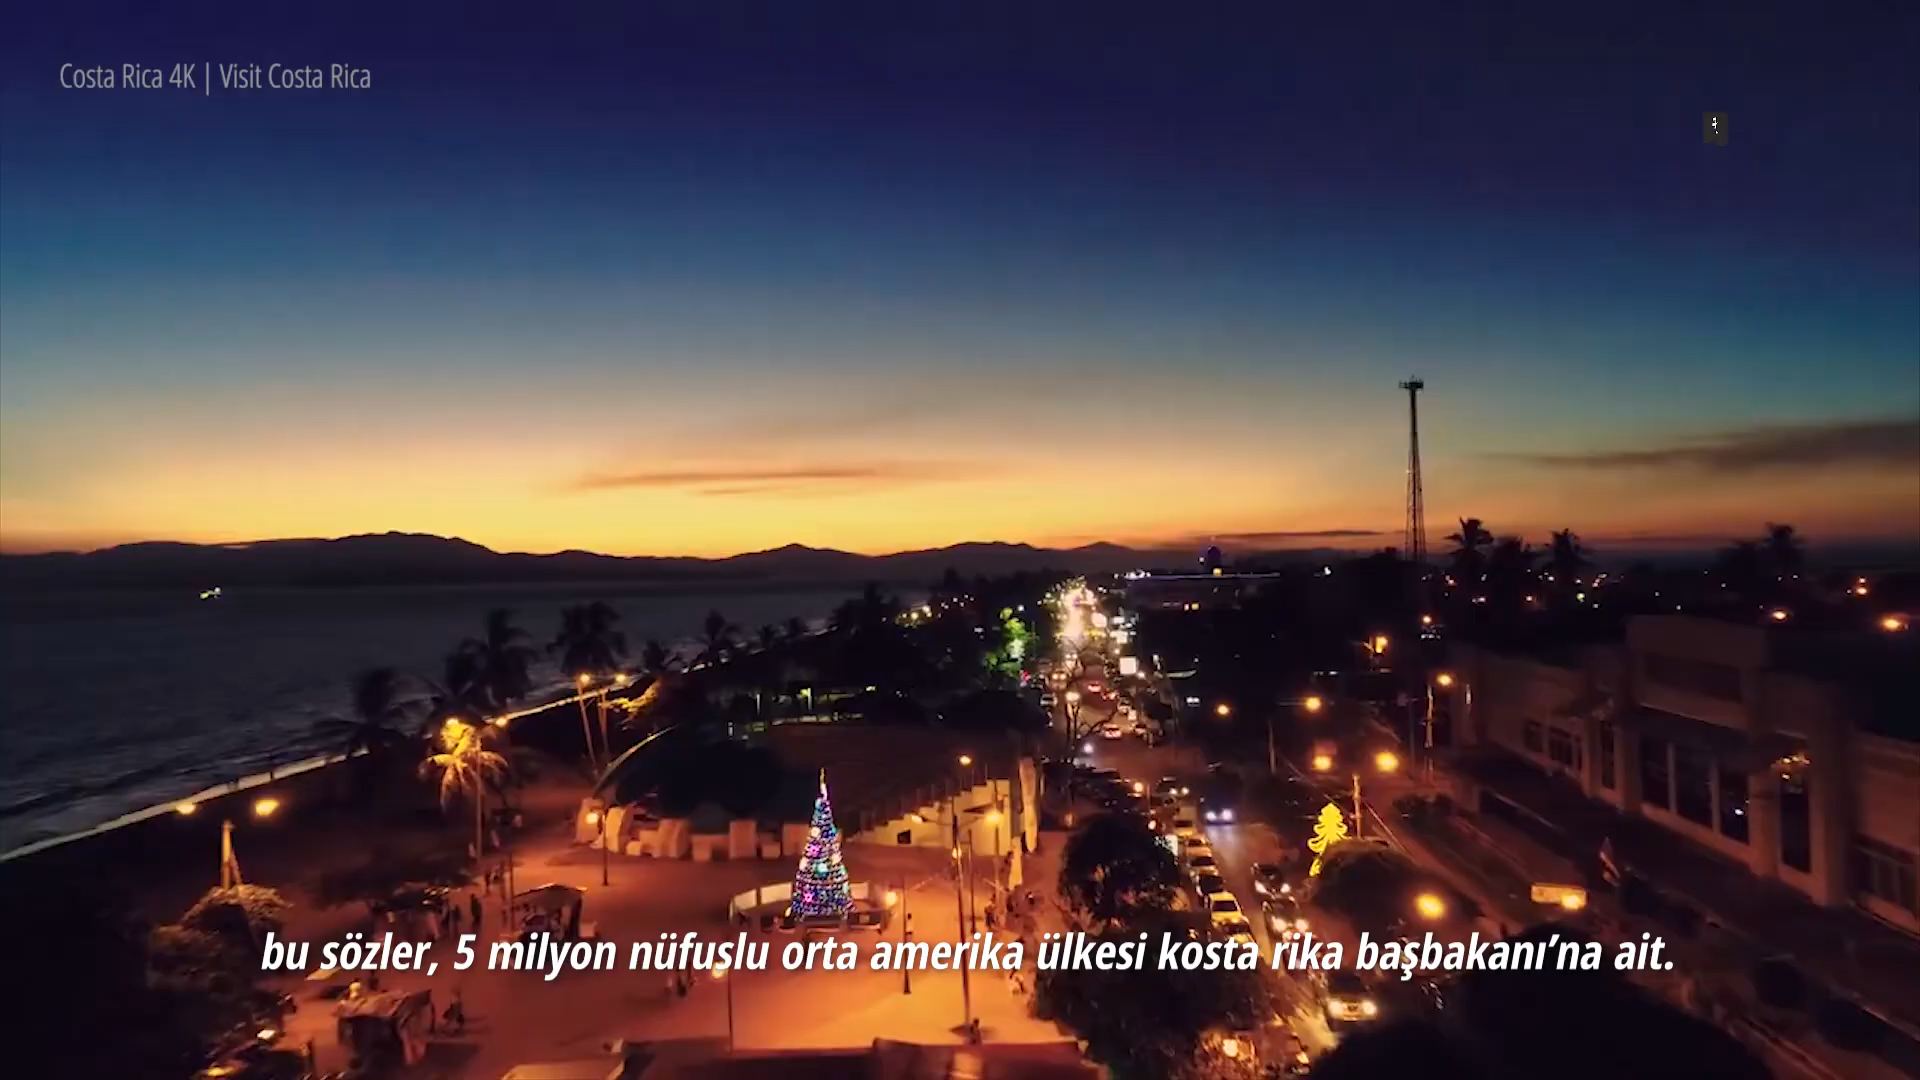 Costa Rica 4K | Visit Costa Rica
bu sözler, 5 milyon nüfuslu orta amerika ülkesi kosta rika başbakanı’na ait.